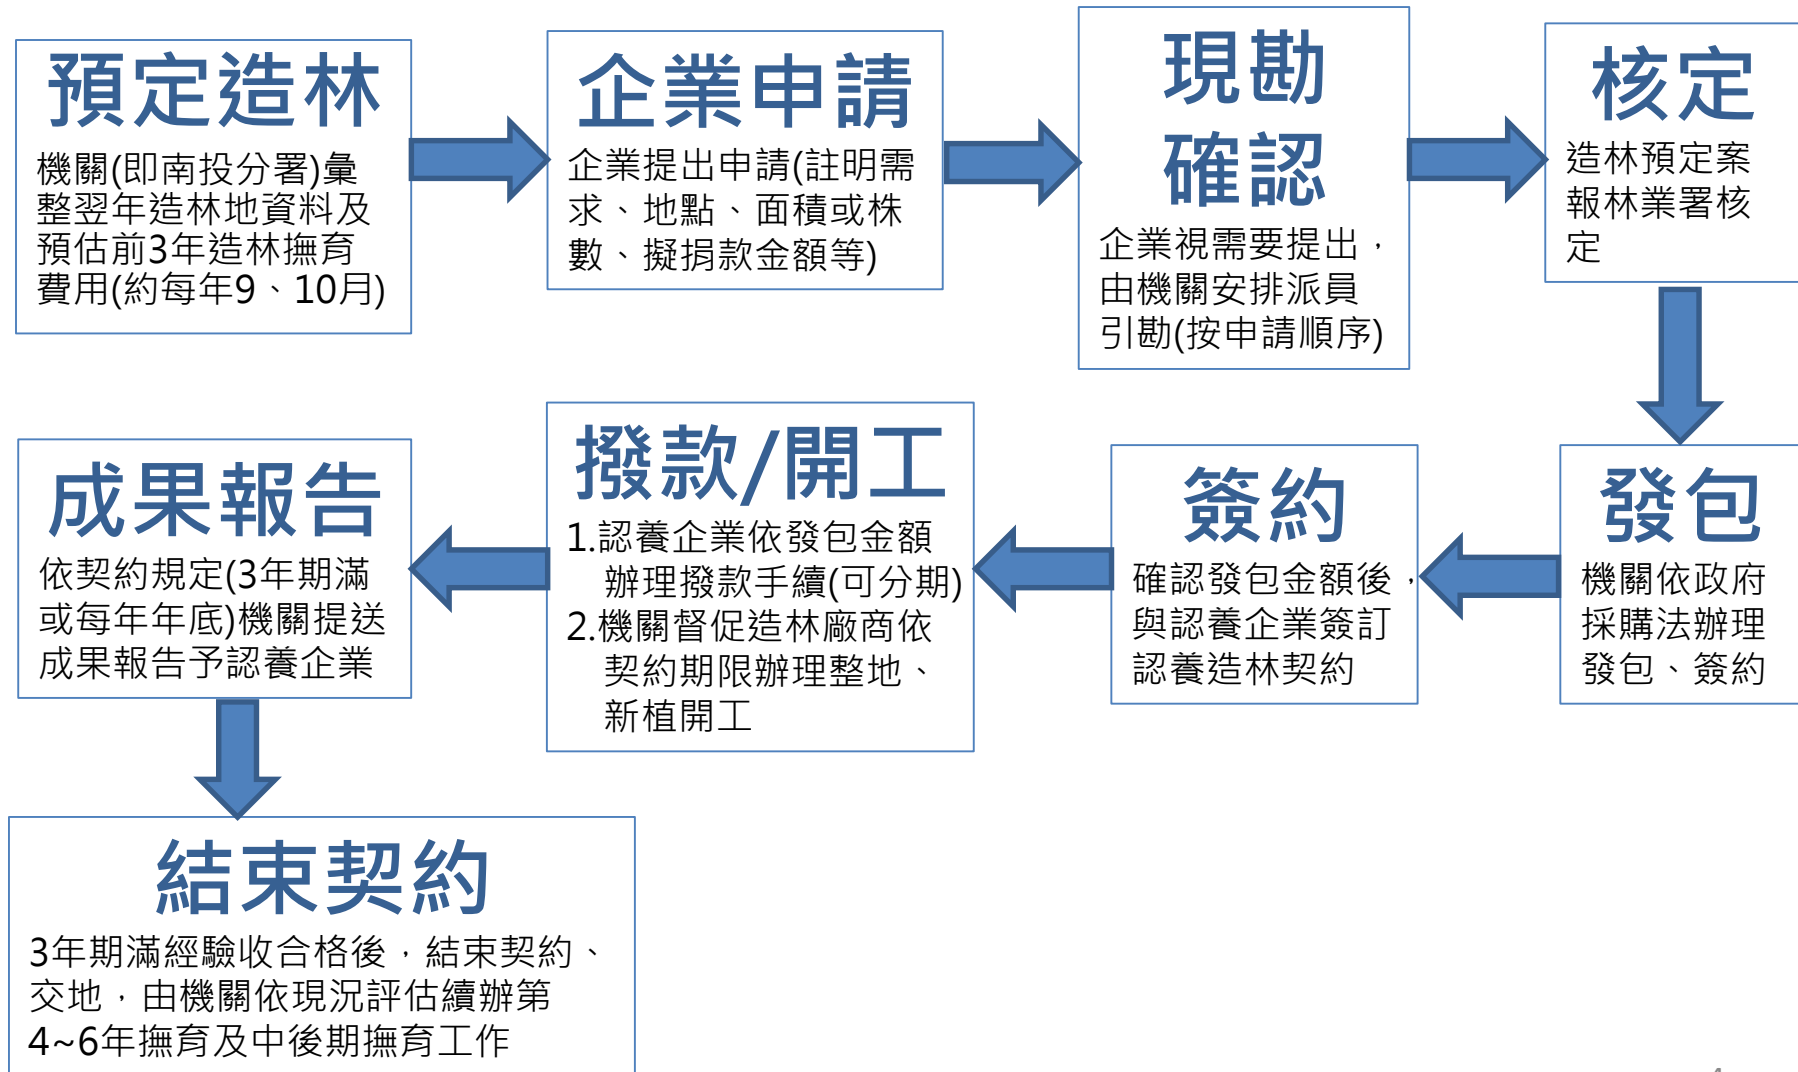 預定造林
機關(即南投分署)彙
整翌年造林地資料及
預估前3年造林撫育
費用(約每年9、10月)
企業申請
企業提出申請(註明需
求、地點、面積或株
數、擬捐款金額等)
現勘
確認
企業視需要提出，
由機關安排派員
引勘(按申請順序)
核定
造林預定案
報林業署核
定
發包
機關依政府
採購法辦理
發包、簽約
簽約
確認發包金額後，
與認養企業簽訂
認養造林契約
撥款/開工
1.認養企業依發包金額
辦理撥款手續(可分期)
2.機關督促造林廠商依
契約期限辦理整地、
新植開工
成果報告
依契約規定(3年期滿
或每年年底)機關提送
成果報告予認養企業
結束契約
3年期滿經驗收合格後，結束契約、
交地，由機關依現況評估續辦第
4~6年撫育及中後期撫育工作